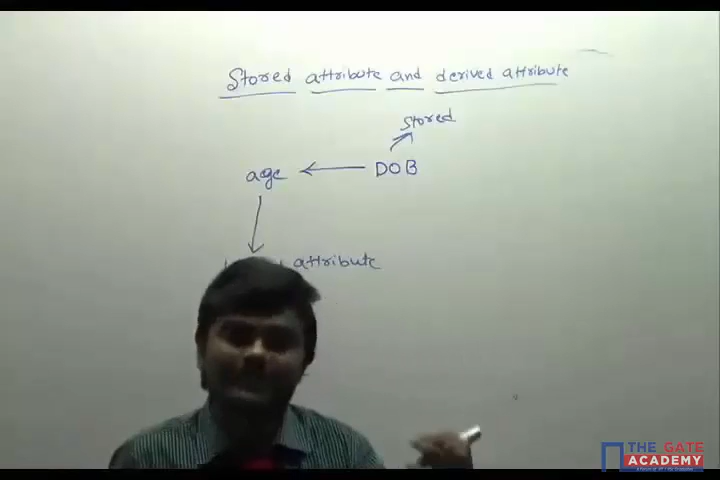 Stored attribute and derived attribute
Stored
age ← DOB
attribute
THE GATE
ACADEMY